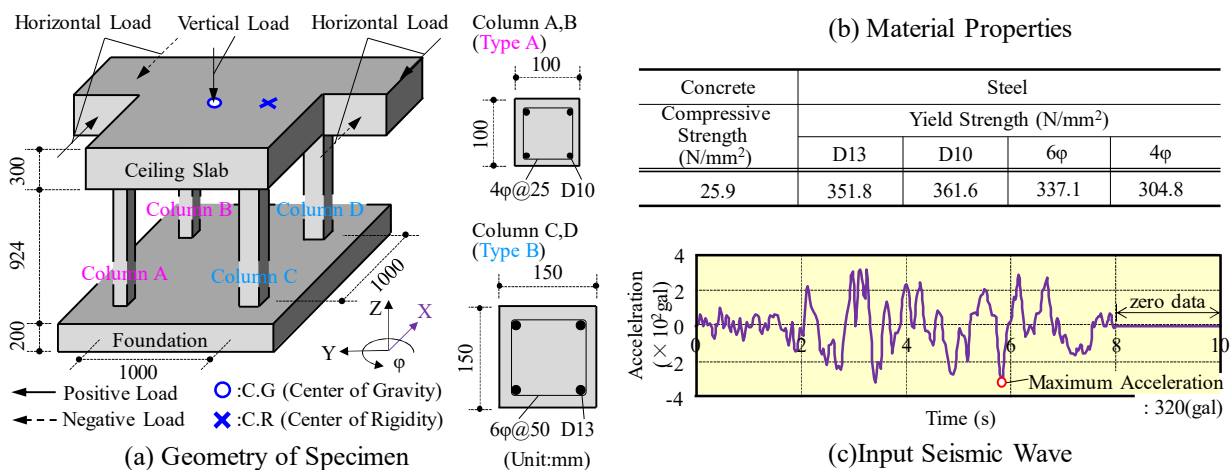 Horizontal Load
Vertical Load
Horizontal Load
300
924
200
Ceiling Slab
Column B
Column D
Column A
Column C
1000
Foundation
1000
Z
X
Y
φ
Positive Load
Negative Load
:C.G (Center of Gravity)
:C.R (Center of Rigidity)
(a) Geometry of Specimen
Column A,B
(Type A)
100
100
4φ@25
D10
Column C,D
(Type B)
150
150
6φ@50
D13
(Unit:mm)
(b) Material Properties
Concrete
Steel
Compressive
Strength
(N/mm²)
Yield Strength (N/mm²)
D13
D10
6φ
4φ
25.9
351.8
361.6
337.1
304.8
Accelelration
(× 10²gal)
4
2
0
-2
-4
0
2
4
6
8
10
zero data
Maximum Acceleration
: 320(gal)
Time (s)
(c)Input Seismic Wave